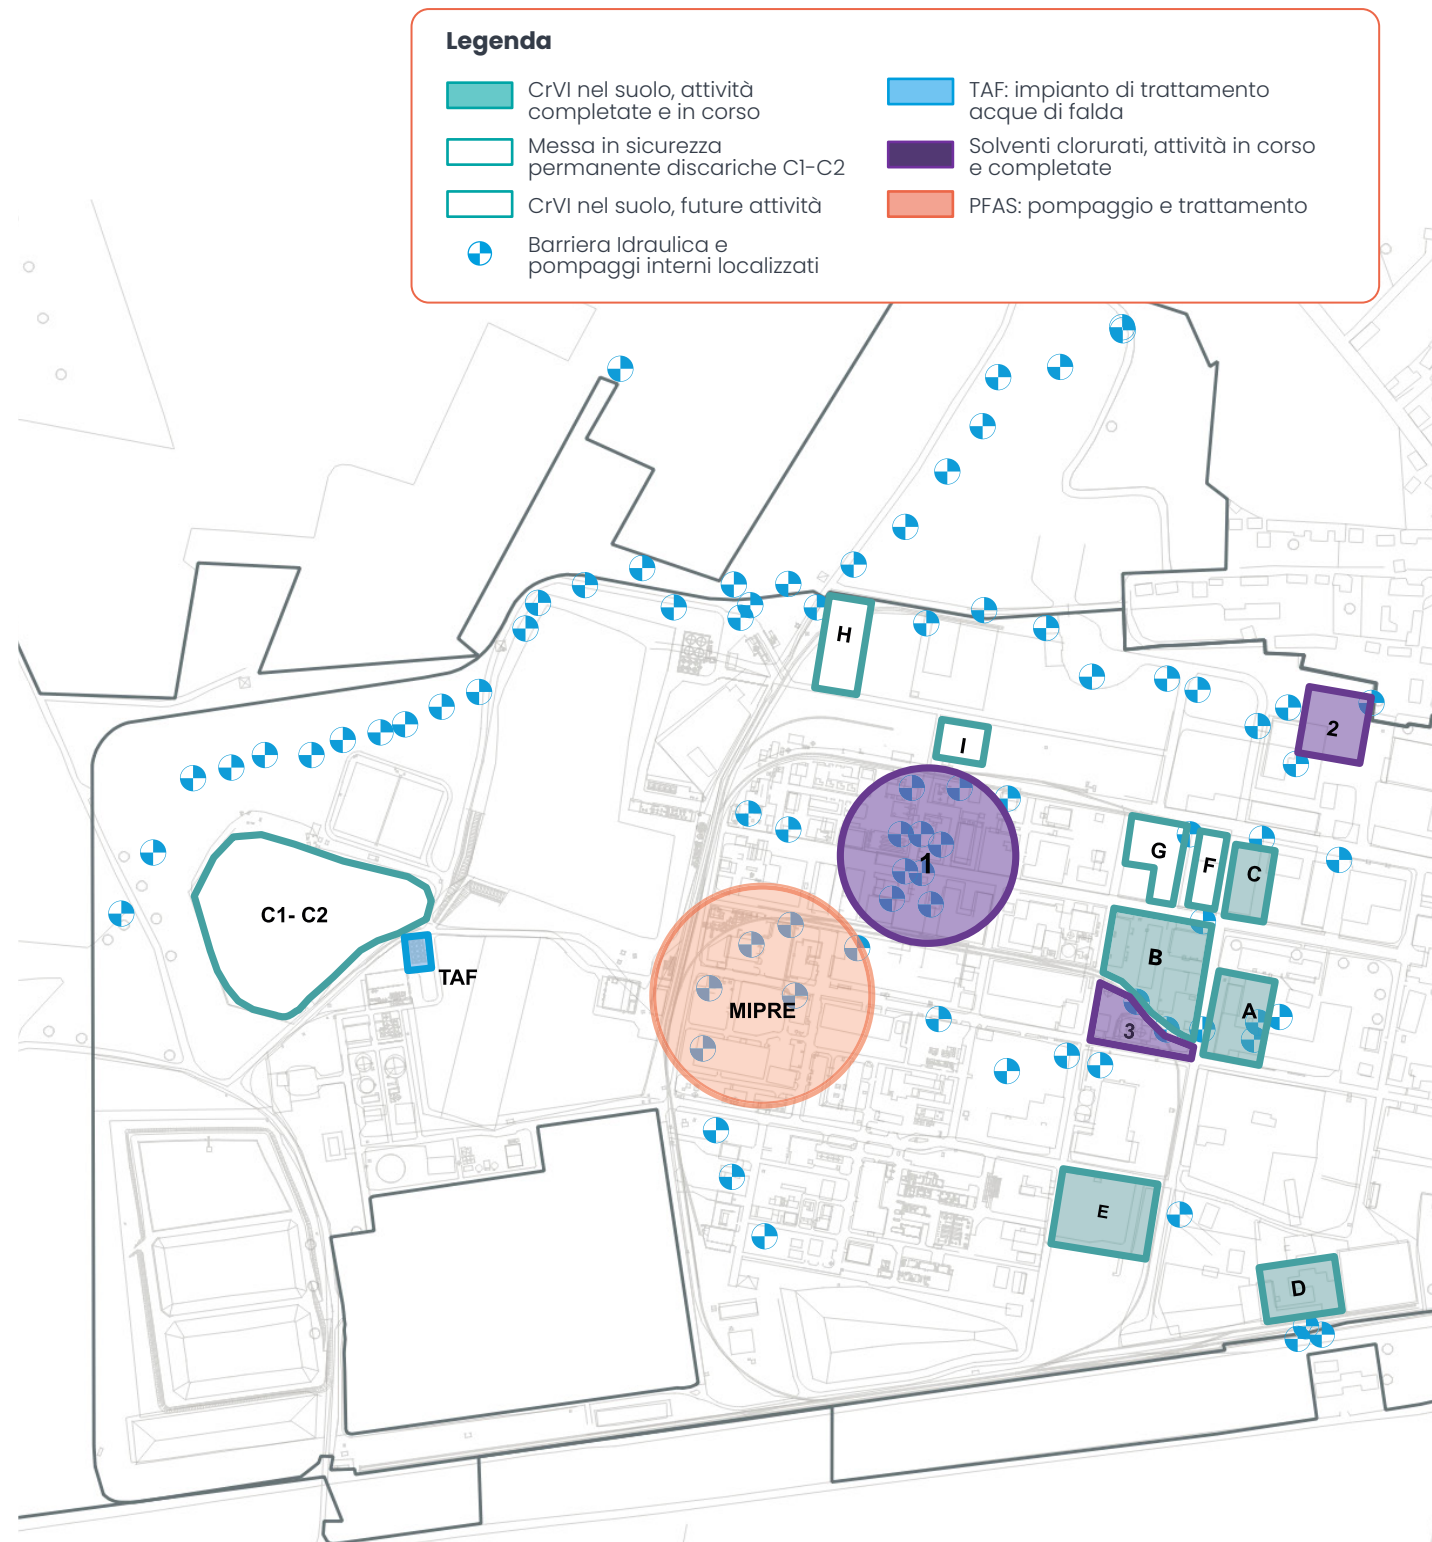 Legenda
CrVI nel suolo, attività
completate e in corso
Messa in sicurezza
permanente discariche C1-C2
CrVI nel suolo, future attività
Barriera Idraulica e
pompaggi interni localizzati
TAF: impianto di trattamento
acque di falda
Solventi clorurati, attività in corso
e completate
PFAS: pompaggio e trattamento
H
2
I
1
G
F
C
C1- C2
B
TAF
MIPRE
A
3
E
D